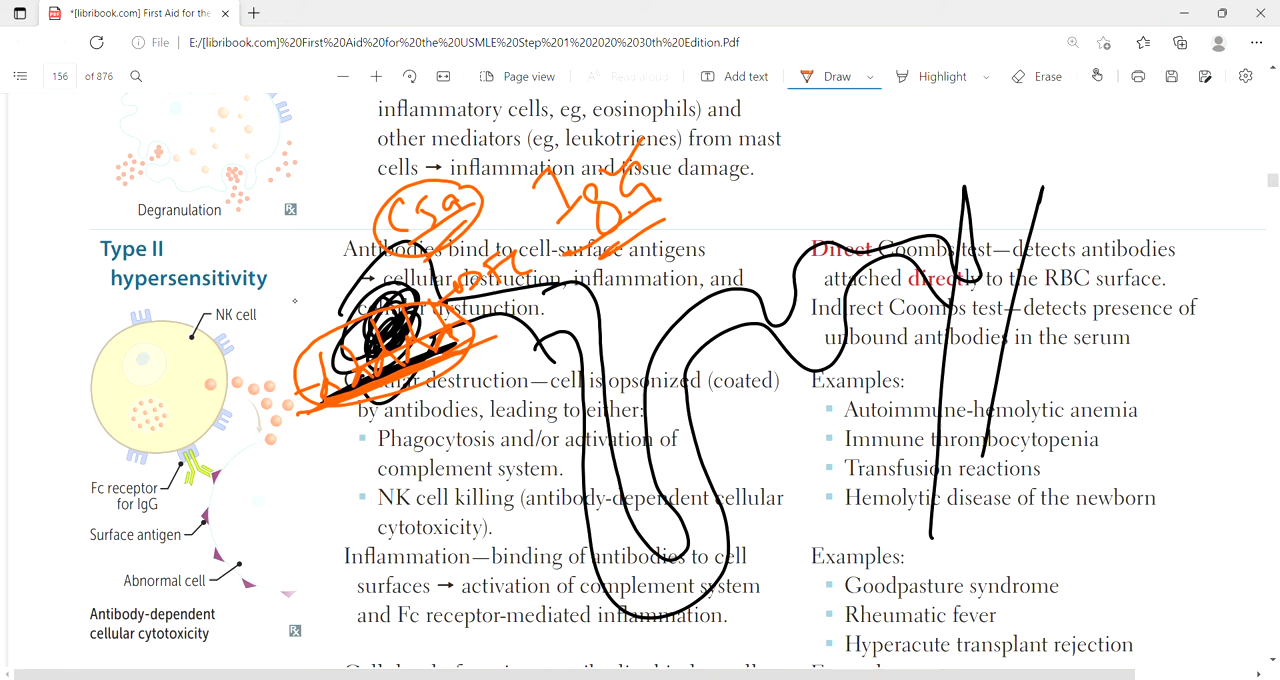 *[libribook.com] First Aid for the
File E:/[libribook.com]%20First%20Aid%20for%20the%20USMLE%20Step%201%202020%2030th%20Edition.Pdf
156 of 876 Page view Read aloud Add text Draw Highlight Erase
inflammatory cells, eg, eosinophils) and
other mediators (eg, leukotrienes) from mast
cells → inflammation and tissue damage.
Degranulation
C5a
IgG
Type II
hypersensitivity
NK cell
Fc receptor
for IgG
Surface antigen
Abnormal cell
Antibody-dependent
cellular cytotoxicity
Antibodies bind to cell-surface antigens
→ cellular destruction, inflammation, and
cellular dysfunction.
Cellular destruction—cell is opsonized (coated)
by antibodies, leading to either:
Phagocytosis and/or activation of
complement system.
NK cell killing (antibody-dependent cellular
cytotoxicity).
Inflammation—binding of antibodies to cell
surfaces → activation of complement system
and Fc receptor-mediated inflammation.
Direct Coombs test—detects antibodies
attached directly to the RBC surface.
Indirect Coombs test—detects presence of
unbound antibodies in the serum
Examples:
Autoimmune-hemolytic anemia
Immune thrombocytopenia
Transfusion reactions
Hemolytic disease of the newborn
Examples:
Goodpasture syndrome
Rheumatic fever
Hyperacute transplant rejection